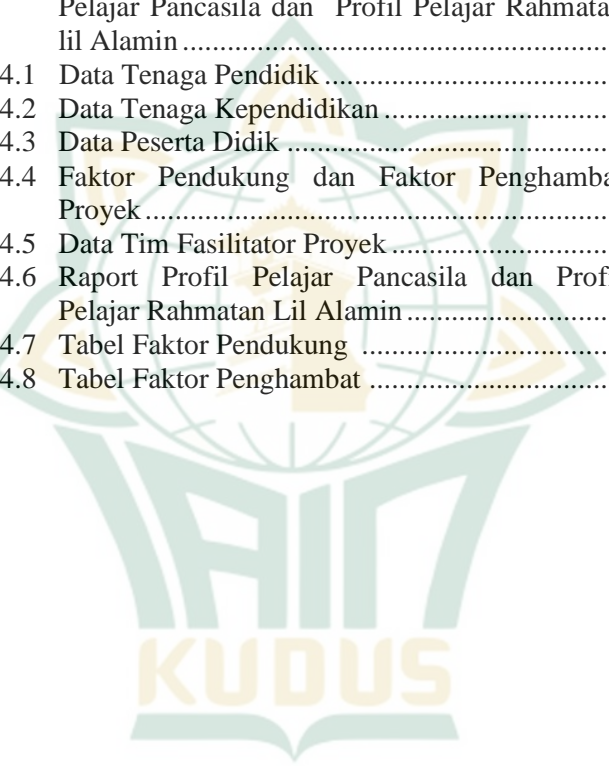 Pelajar Pancasila dan Profil Pelajar Rahmata
lil Alamin ................................................
4.1 Data Tenaga Pendidik ................................
4.2 Data Tenaga Kependidikan ........................
4.3 Data Peserta Didik ....................................
4.4 Faktor Pendukung dan Faktor Penghamba
Proyek ......................................................
4.5 Data Tim Fasilitator Proyek ......................
4.6 Raport Profil Pelajar Pancasila dan Prof
Pelajar Rahmatan Lil Alamin ....................
4.7 Tabel Faktor Pendukung ..........................
4.8 Tabel Faktor Penghambat ........................
IAIN
KUDUS